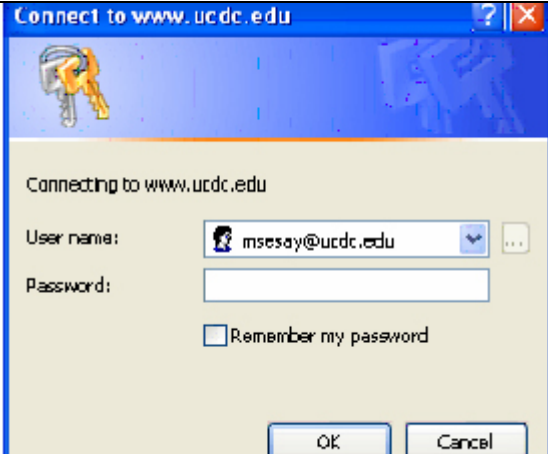 Connect to www.ucdc.edu
Connecting to www.ucdc.edu
User name: msesay@ucdc.edu ...
Password:
Remember my password
OK Cancel